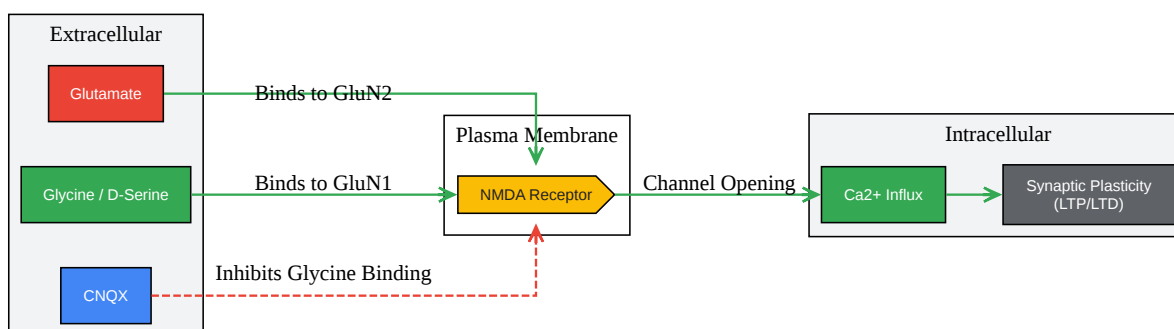 Extracellular
Glutamate
Binds to GluN2
Plasma Membrane
Intracellular
Glycine / D-Serine
Binds to GluN1
NMDA Receptor
Channel Opening
Ca2+ Influx
Synaptic Plasticity
(LTP/LTD)
Inhibits Glycine Binding
CNQX